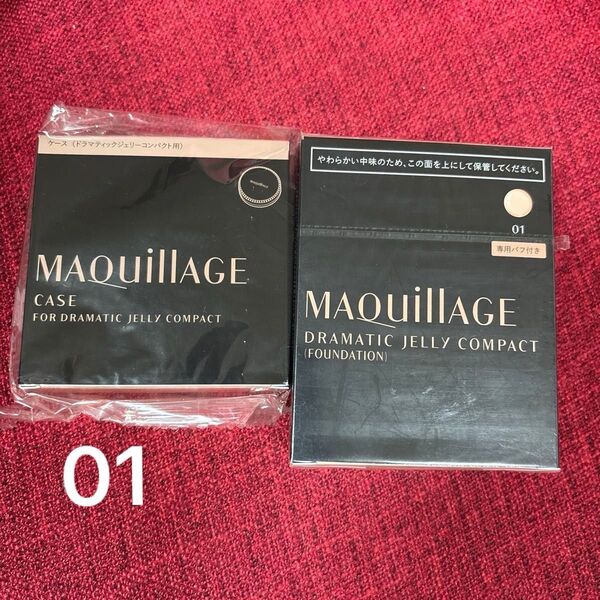 ケース〈ドラマティックジェリーコンパクト用〉
maquillage
MAQuillAGE
CASE
FOR DRAMATIC JELLY COMPACT
やわらかい中味のため、この面を上にして保管してください。
01
専用パフ付き
MAQuillAGE
DRAMATIC JELLY COMPACT
(FOUNDATION)
01